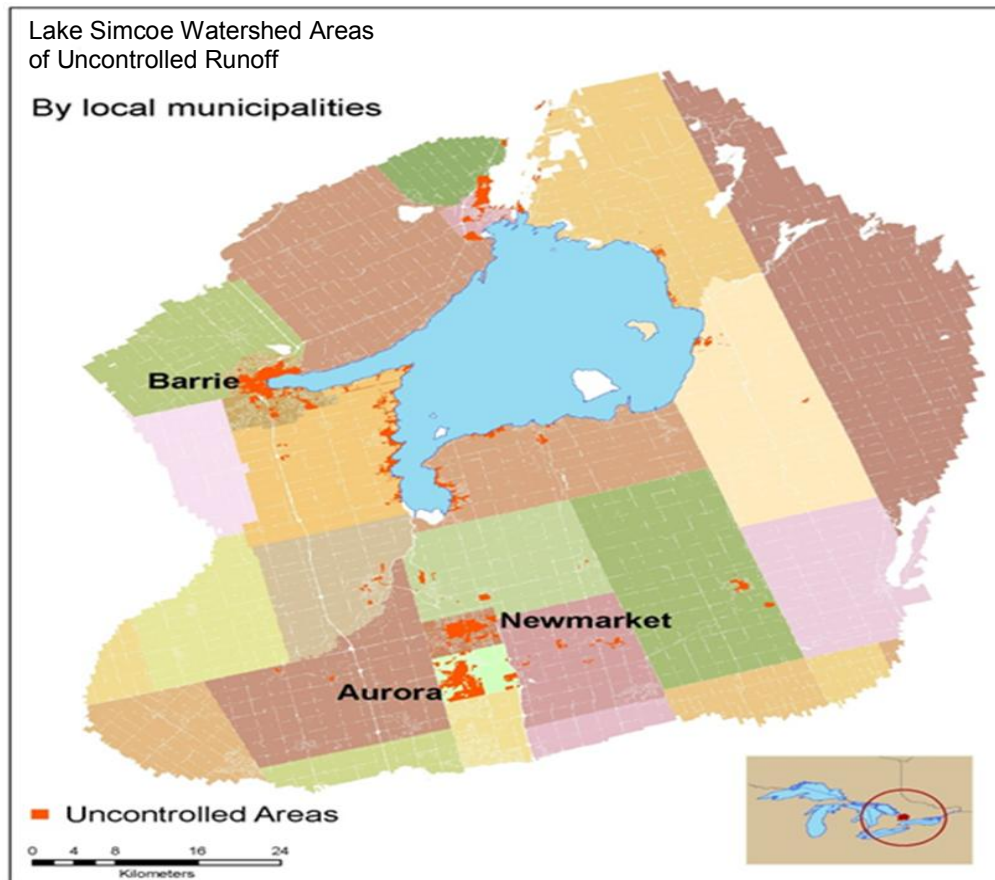 Lake Simcoe Watershed Areas
of Uncontrolled Runoff
By local municipalities
Barrie
Newmarket
Aurora
Uncontrolled Areas
0 4 8 16 24
Kilometers